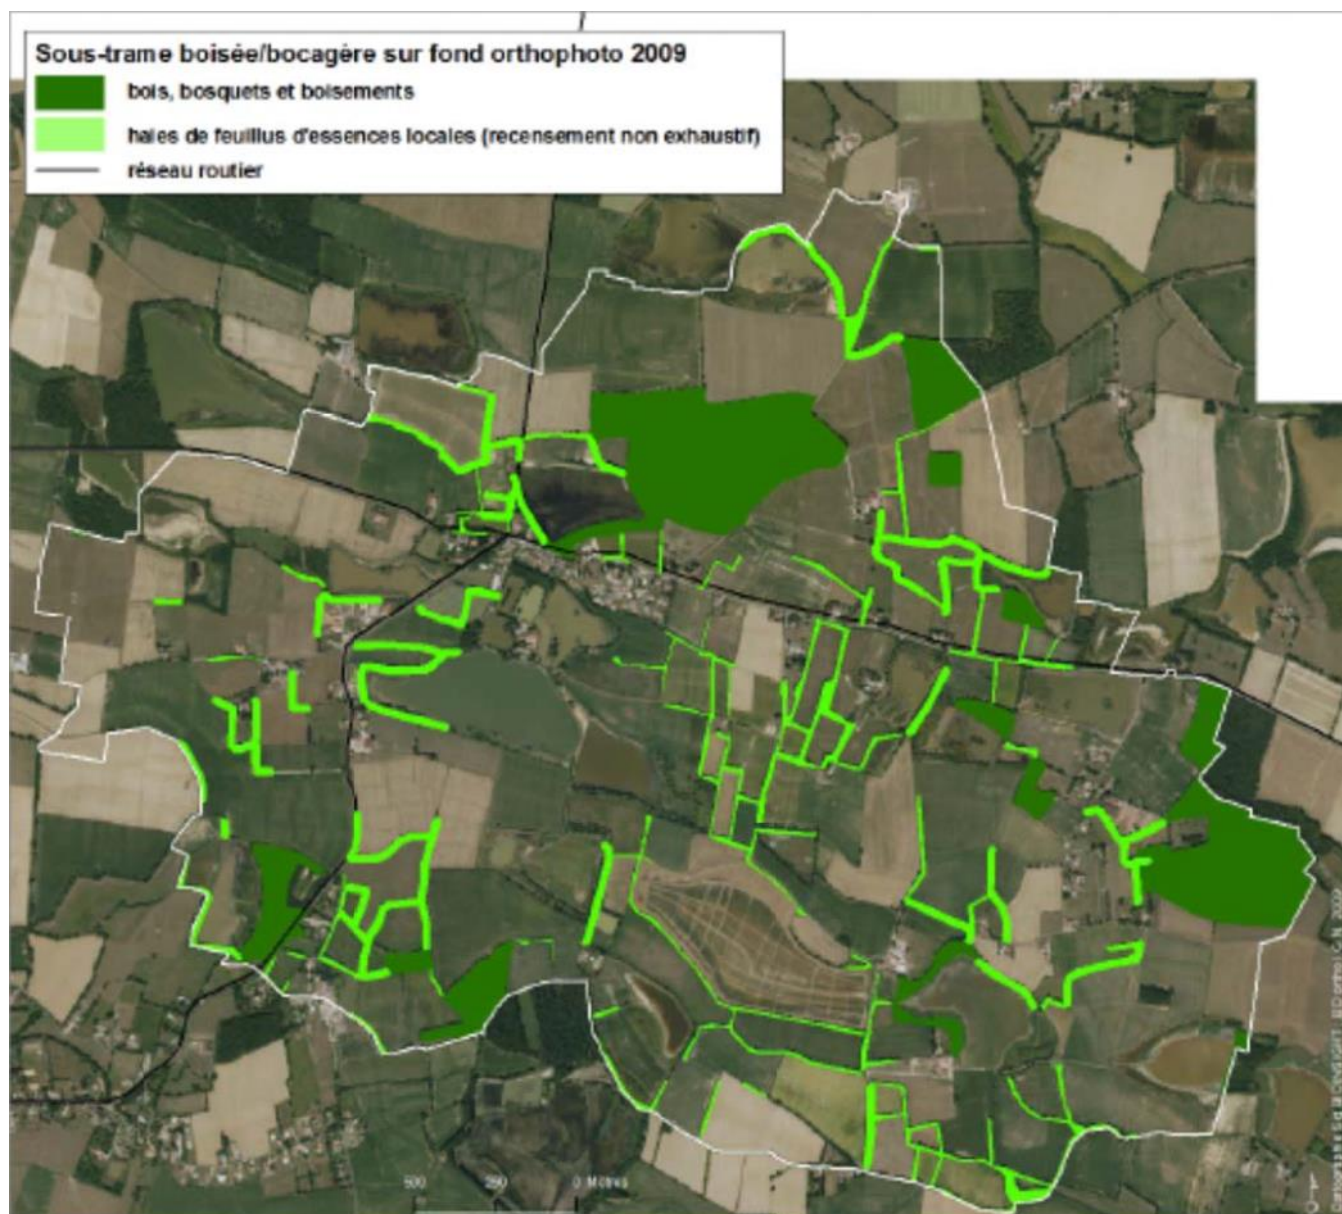 Sous-trame boisée/bocagère sur fond orthophoto 2009
bois, bosquets et boisements
haies de feuillus d'essences locale (recensement non exhaustif)
réseau routier
500 250 0 Mètres